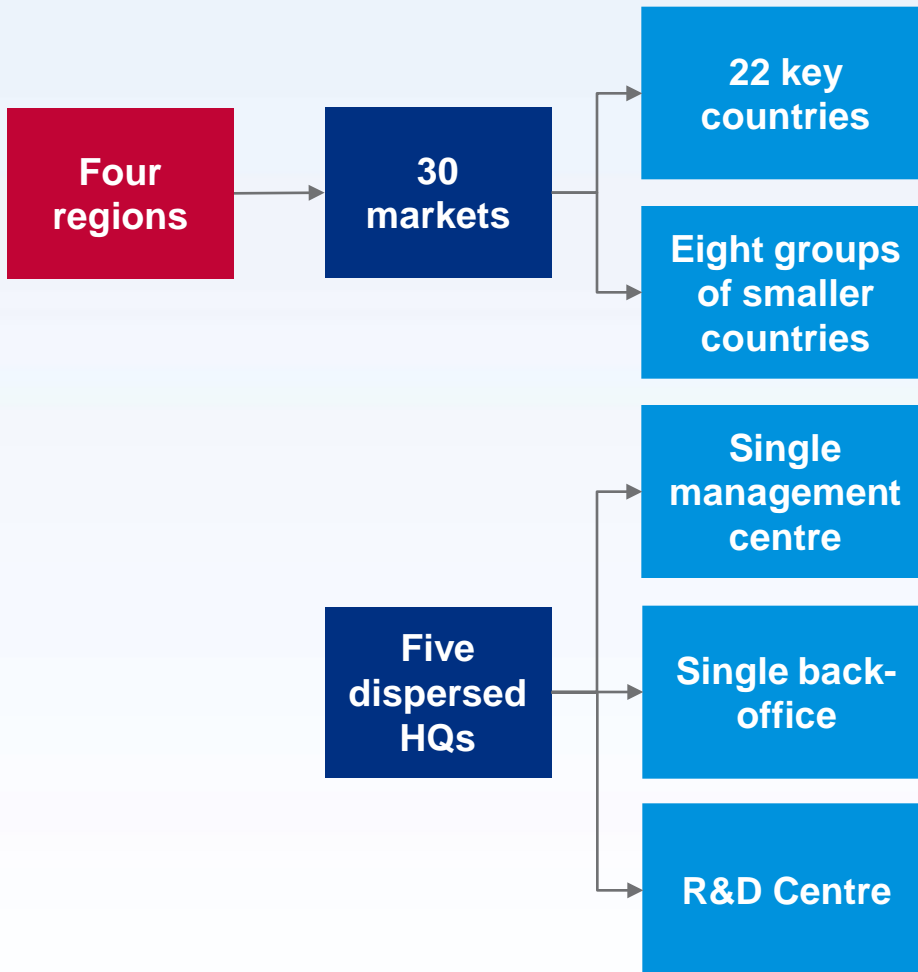 Four
regions
30
markets
22 key
countries
Eight groups
of smaller
countries
Five
dispersed
HQs
Single
management
centre
Single back-
office
R&D Centre